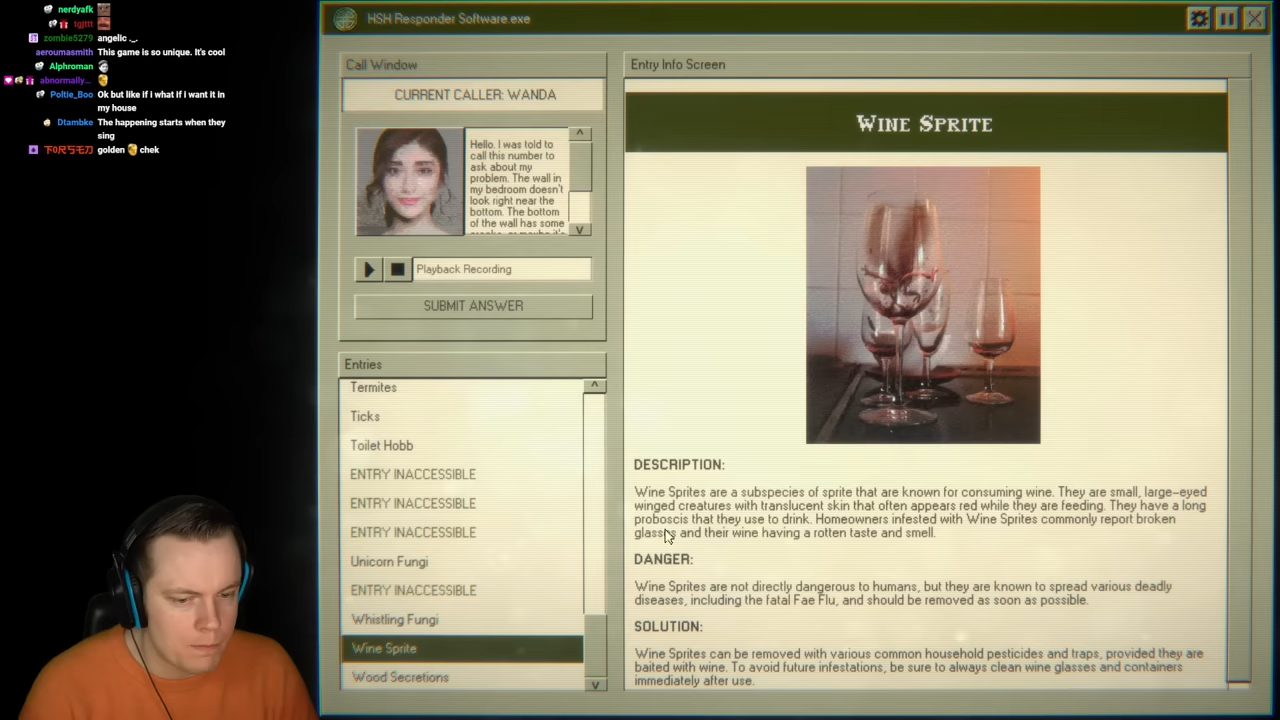 nerdyafk
tgjttt
zombie5279 angelic ._.
aeroumasmith This game is so unique. It's cool
Alphroman
abnormally...
Poltie_Boo Ok but like if i what if i want it in
my house
Dtambke The happening starts when they
sing
下0尺丂乇刀 golden chek
HSH Responder Software.exe
Call Window
CURRENT CALLER: WANDA
Hello. I was told to
call this number to
ask about my
problem. The wall in
my bedroom doesn't
look right near the
bottom. The bottom
of the wall has some
Playback Recording
SUBMIT ANSWER
Entries
Termites
Ticks
Toilet Hobb
ENTRY INACCESSIBLE
ENTRY INACCESSIBLE
ENTRY INACCESSIBLE
Unicorn Fungi
ENTRY INACCESSIBLE
Whistling Fungi
Wine Sprite
Wood Secretions
Entry Info Screen
WINE SPRITE
DESCRIPTION:
Wine Sprites are a subspecies of sprite that are known for consuming wine. They are small, large-eyed
winged creatures with translucent skin that often appears red while they are feeding. They have a long
proboscis that they use to drink. Homeowners infested with Wine Sprites commonly report broken
glasses and their wine having a rotten taste and smell.
DANGER:
Wine Sprites are not directly dangerous to humans, but they are known to spread various deadly
diseases, including the fatal Fae Flu, and should be removed as soon as possible.
SOLUTION:
Wine Sprites can be removed with various common household pesticides and traps, provided they are
baited with wine. To avoid future infestations, be sure to always clean wine glasses and containers
immediately after use.